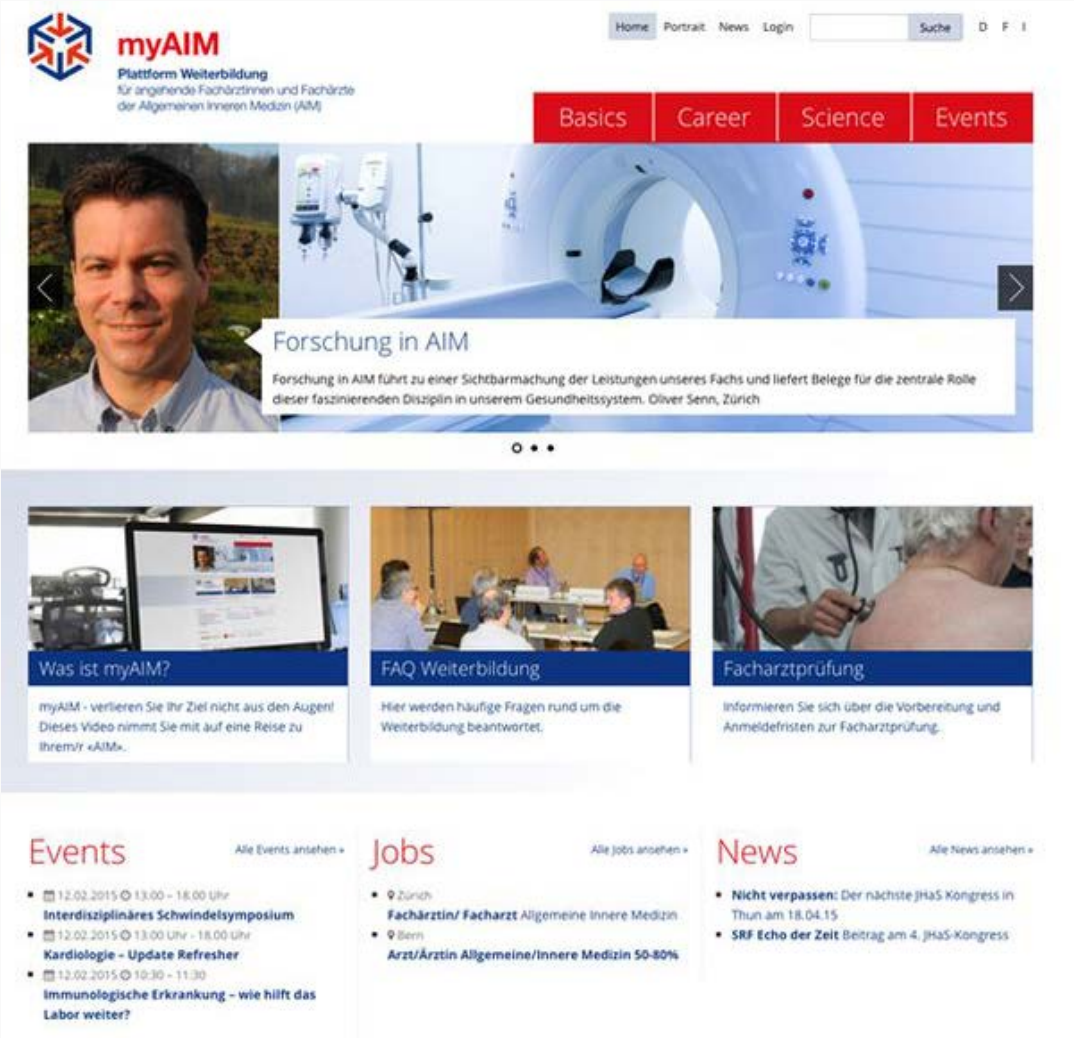 Home Portrait News Login Suche D F I
myAIM
Plattform Weiterbildung
für angehende Fachärztinnen und Fachärzte
der Allgemeinen Inneren Medizin (AIM)
Basics Career Science Events
Forschung in AIM
Forschung in AIM führt zu einer Sichtbarmachung der Leistungen unseres Fachs und liefert Belege für die zentrale Rolle
dieser faszinierenden Disziplin in unserem Gesundheitssystem. Oliver Senn, Zürich
Was ist myAIM?
myAIM - verlieren Sie Ihr Ziel nicht aus den Augen!
Dieses Video nimmt Sie mit auf eine Reise zu
Ihrem/r «AIM».
FAQ Weiterbildung
Hier werden häufige Fragen rund um die
Weiterbildung beantwortet.
Facharztprüfung
Informieren Sie sich über die Vorbereitung und
Anmeldefristen zur Facharztprüfung.
Events Alle Events ansehen »
12.02.2015 13.00 – 18.00 Uhr
Interdisziplinäres Schwindelsymposium
12.02.2015 13:00 Uhr - 18.00 Uhr
Kardiologie – Update Refresher
12.02.2015 10:30 – 11:30
Immunologische Erkrankung – wie hilft das
Labor weiter?
Jobs Alle Jobs ansehen »
Zürich
Fachärztin/ Facharzt Allgemeine Innere Medizin
Bern
Arzt/Ärztin Allgemeine/Innere Medizin 50-80%
News Alle News ansehen »
Nicht verpassen: Der nächste JHaS Kongress in
Thun am 18.04.15
SRF Echo der Zeit Beitrag am 4. JHaS-Kongress